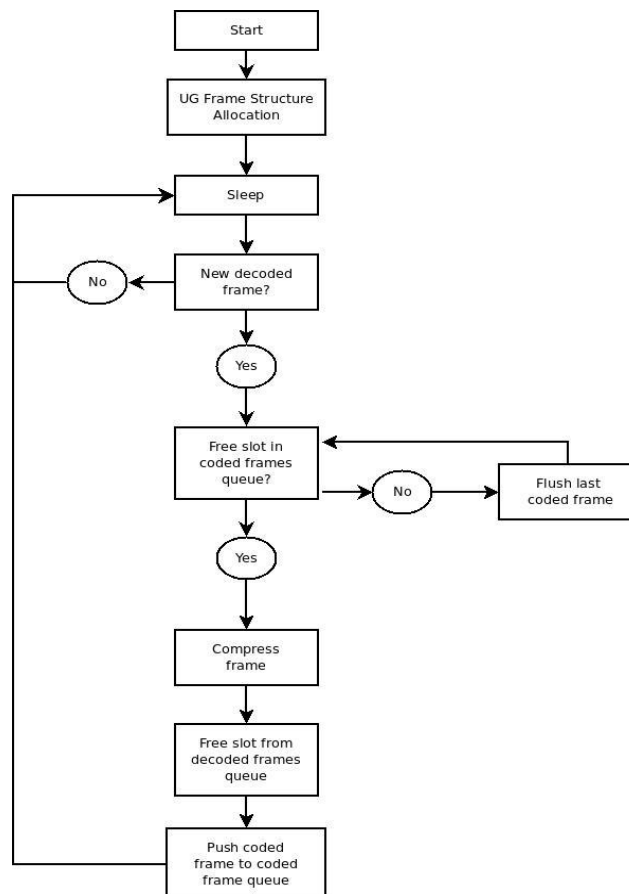 Start
UG Frame Structure
Allocation
Sleep
No
New decoded
frame?
Yes
Free slot in
coded frames
queue?
No
Flush last
coded frame
Yes
Compress
frame
Free slot from
decoded frames
queue
Push coded
frame to coded
frame queue